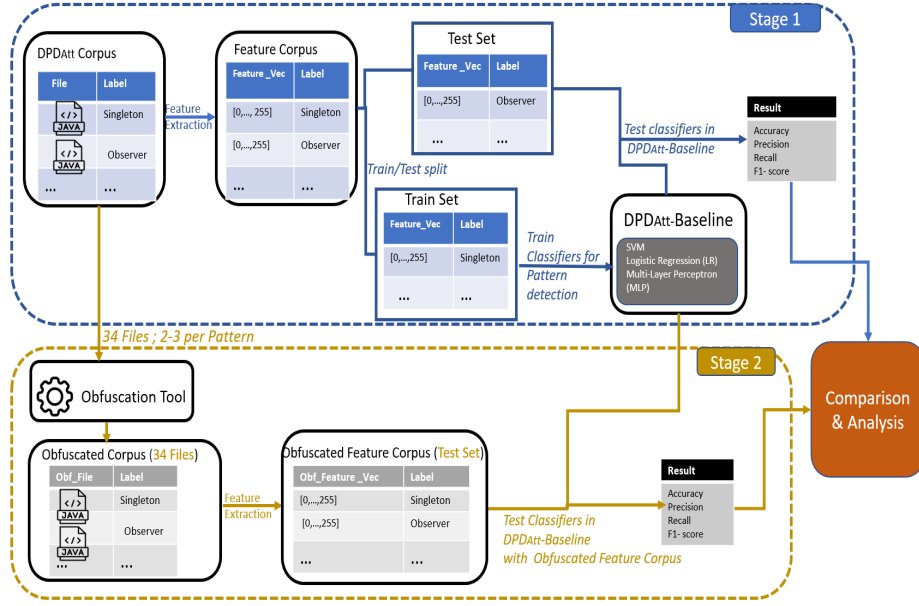 Stage 1
DPDAtt Corpus
File Label
</> JAVA Singleton
</> JAVA Observer
... ...
Feature
Extraction
Feature Corpus
Feature _Vec Label
[0,..., 255] Singleton
[0,...,255] Observer
... ...
Train/Test split
Test Set
Feature _Vec Label
[0,...,255] Observer
... ...
Train Set
Feature_Vec Label
[0,...,255] Singleton
... ...
Train
Classifiers for
Pattern
detection
Test classifiers in
DPDAtt-Baseline
DPDAtt-Baseline
SVM
Logistic Regression (LR)
Multi-Layer Perceptron
(MLP)
Result
Accuracy
Precision
Recall
F1- score
34 Files ; 2-3 per Pattern
Stage 2
Obfuscation Tool
Obfuscated Corpus (34 Files)
Obf_File Label
</> JAVA Singleton
</> JAVA Observer
... ...
Feature
Extraction
Obfuscated Feature Corpus (Test Set)
Obf_Feature _Vec Label
[0,...,255] Singleton
[0,...,255] Observer
... ...
Test Classifiers in
DPDAtt-Baseline
with Obfuscated Feature Corpus
Result
Accuracy
Precision
Recall
F1- score
Comparison
& Analysis